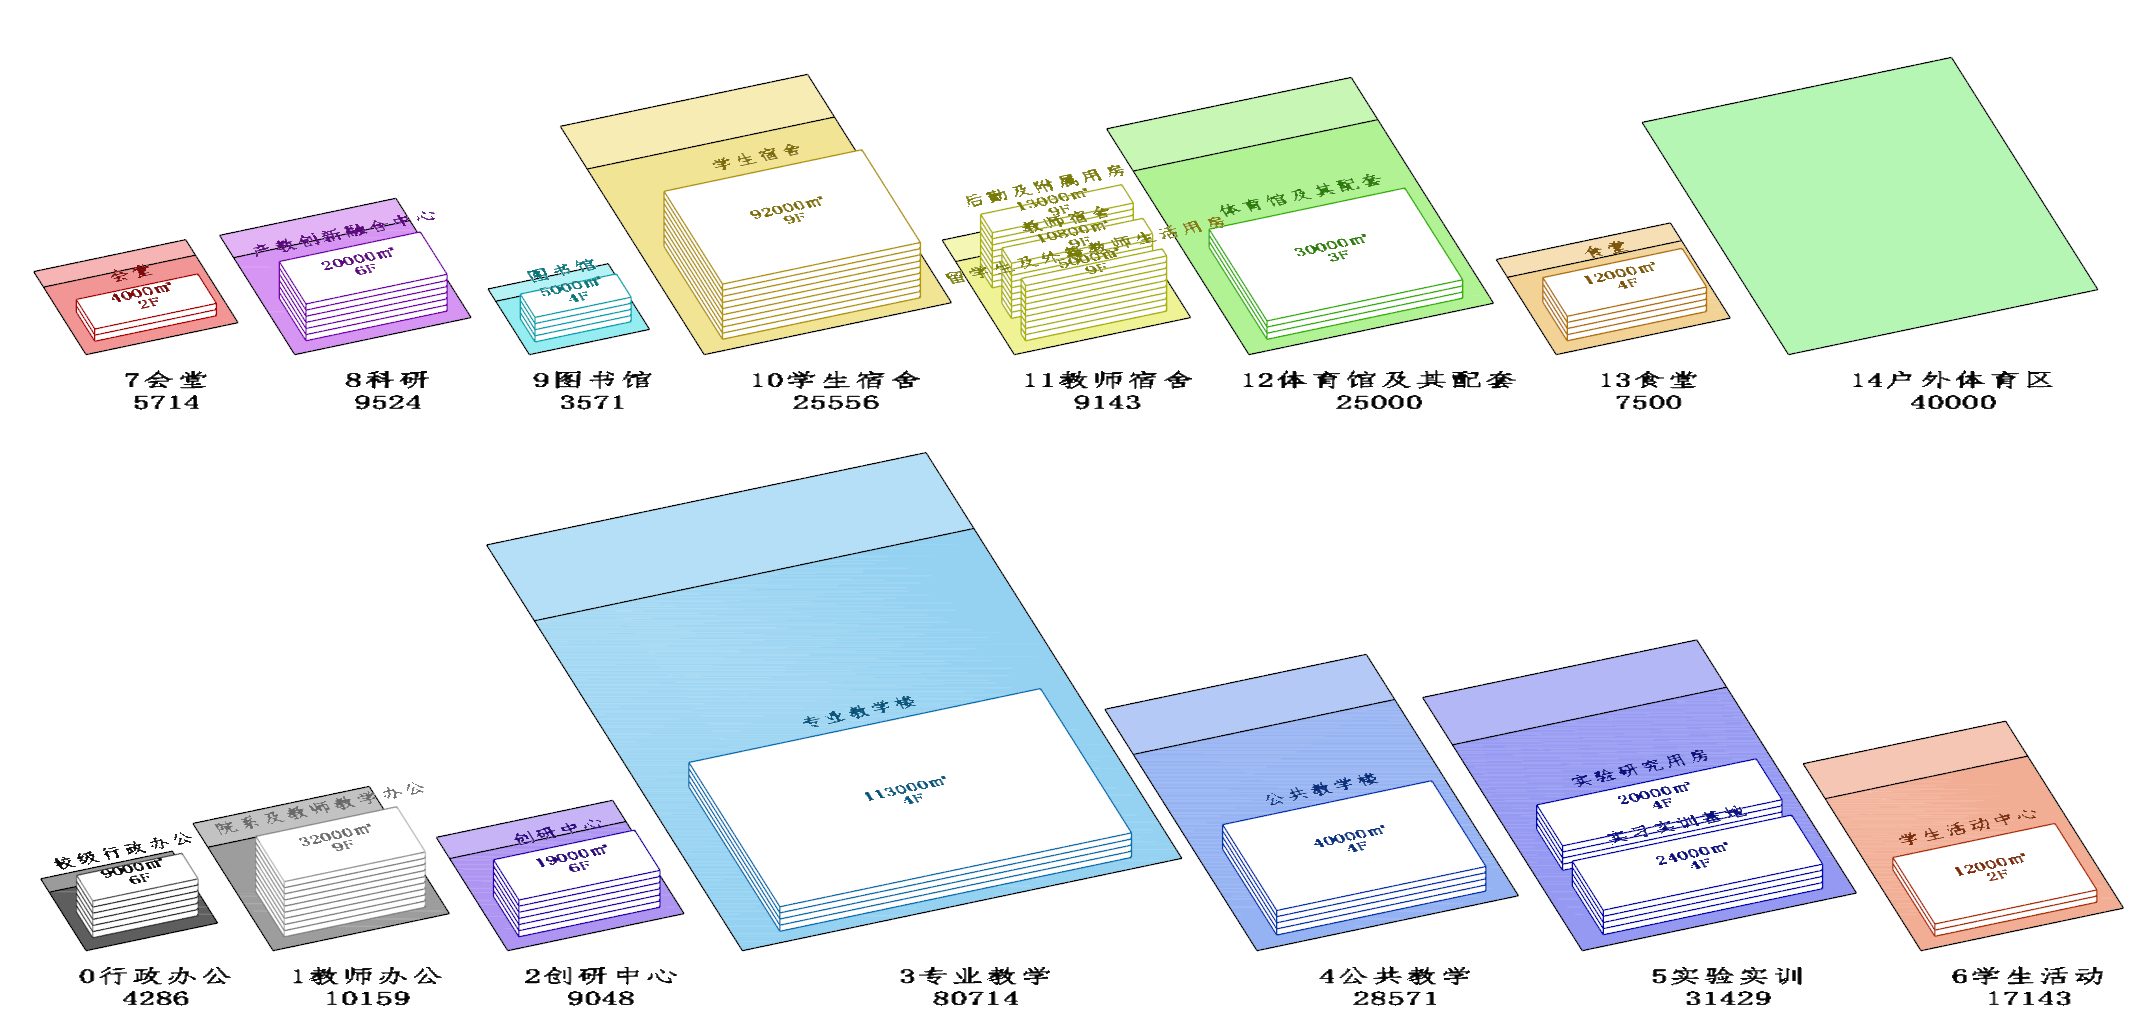 会堂
4000㎡
2F
7会堂
5714
产教创新融合中心
20000㎡
6F
8科研
9524
图书馆
5000㎡
4F
9图书馆
3571
学生宿舍
92000㎡
9F
10学生宿舍
25556
后勤及附属用房
13000㎡
9F
教师宿舍
10800㎡
9F
留学生及外籍教师生活用房
5000㎡
9F
11教师宿舍
9143
体育馆及其配套
30000㎡
3F
12体育馆及其配套
25000
食堂
12000㎡
4F
13食堂
7500
14户外体育区
40000
校级行政办公
9000㎡
6F
0行政办公
4286
院系及教师教学办公
32000㎡
9F
1教师办公
10159
创研中心
19000㎡
6F
2创研中心
9048
专业教学楼
113000㎡
4F
3专业教学
80714
公共教学楼
40000㎡
4F
4公共教学
28571
实验研究用房
20000㎡
4F
实习实训基地
24000㎡
4F
5实验实训
31429
学生活动中心
12000㎡
2F
6学生活动
17143